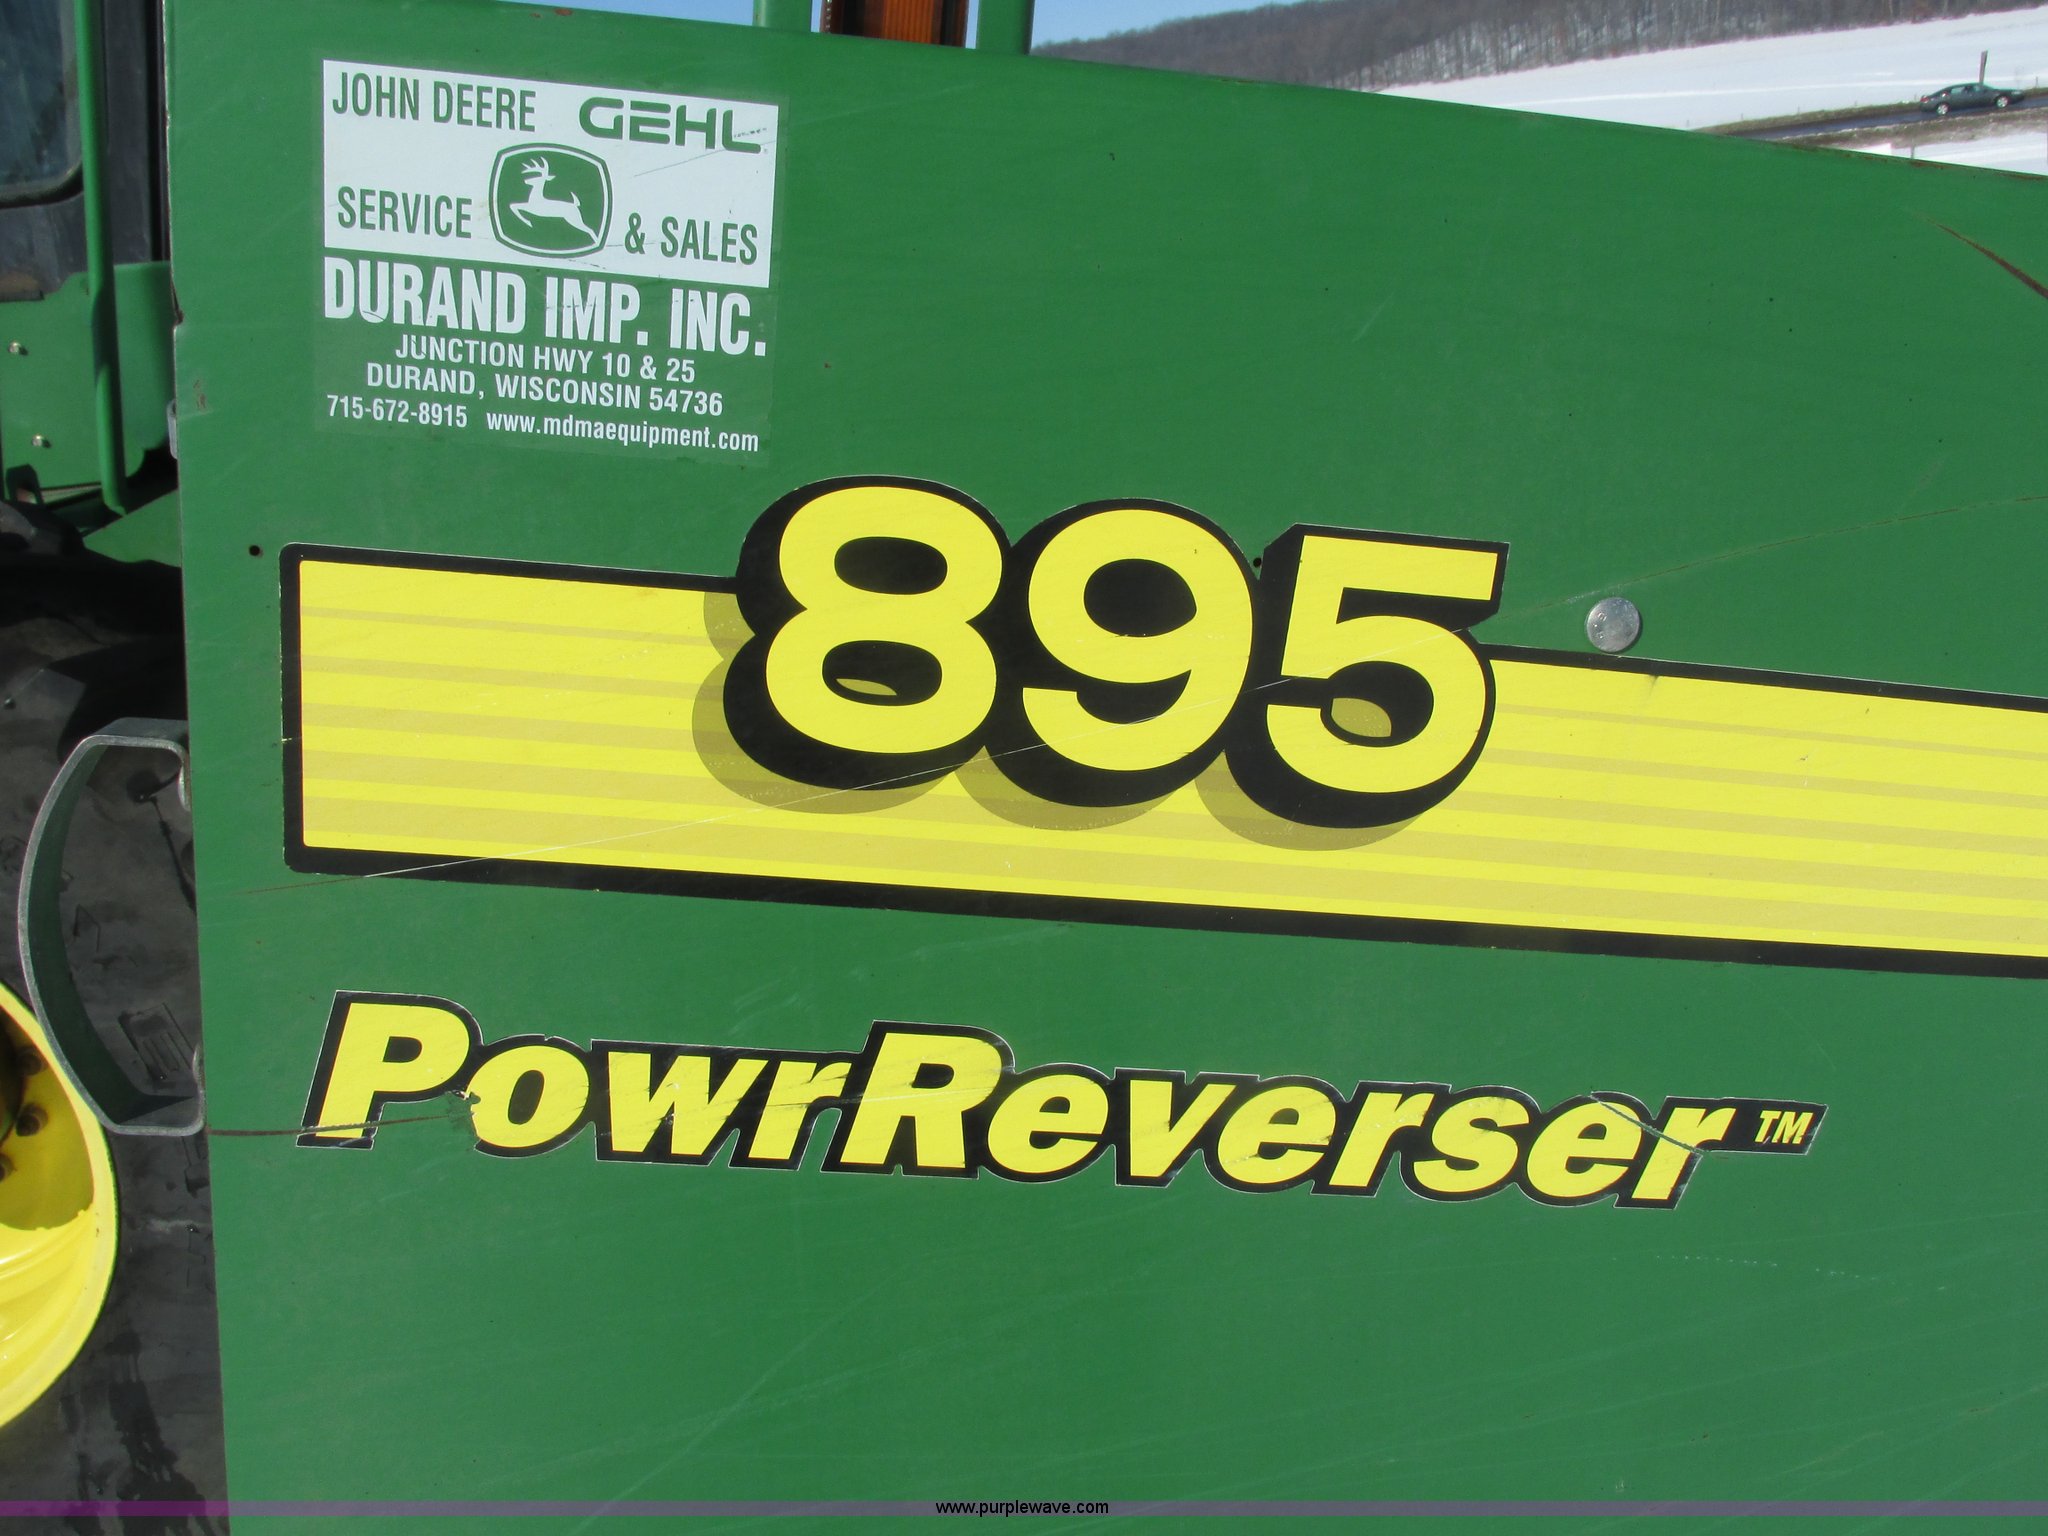 JOHN DEERE GEHL
SERVICE & SALES
DURAND IMP. INC.
JUNCTION HWY 10 & 25
DURAND, WISCONSIN 54736
715-672-8915 www.mdmaequipment.com
895
PowrReverser™
www.purplewave.com